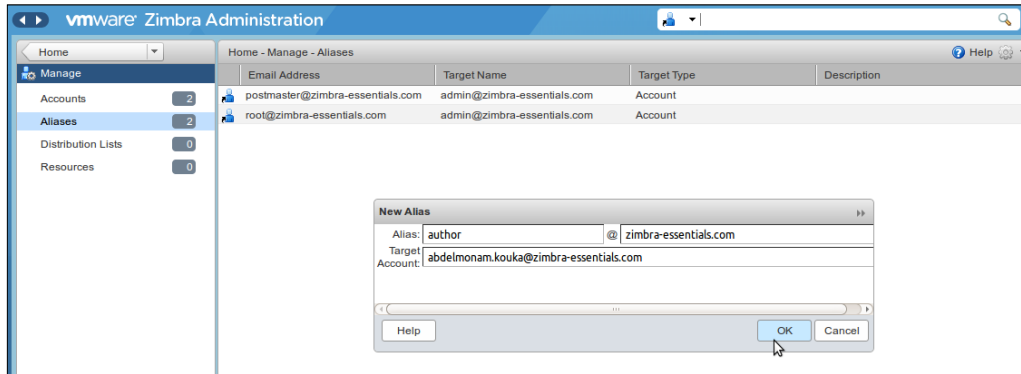 vmware® Zimbra Administration
Home
Home - Manage - Aliases
Help
Manage
Email Address Target Name Target Type Description
Accounts 2
postmaster@zimbra-essentials.com admin@zimbra-essentials.com Account
Aliases 2
root@zimbra-essentials.com admin@zimbra-essentials.com Account
Distribution Lists 0
Resources 0
New Alias
Alias: author @ zimbra-essentials.com
Target Account: abdelmonam.kouka@zimbra-essentials.com
Help OK Cancel